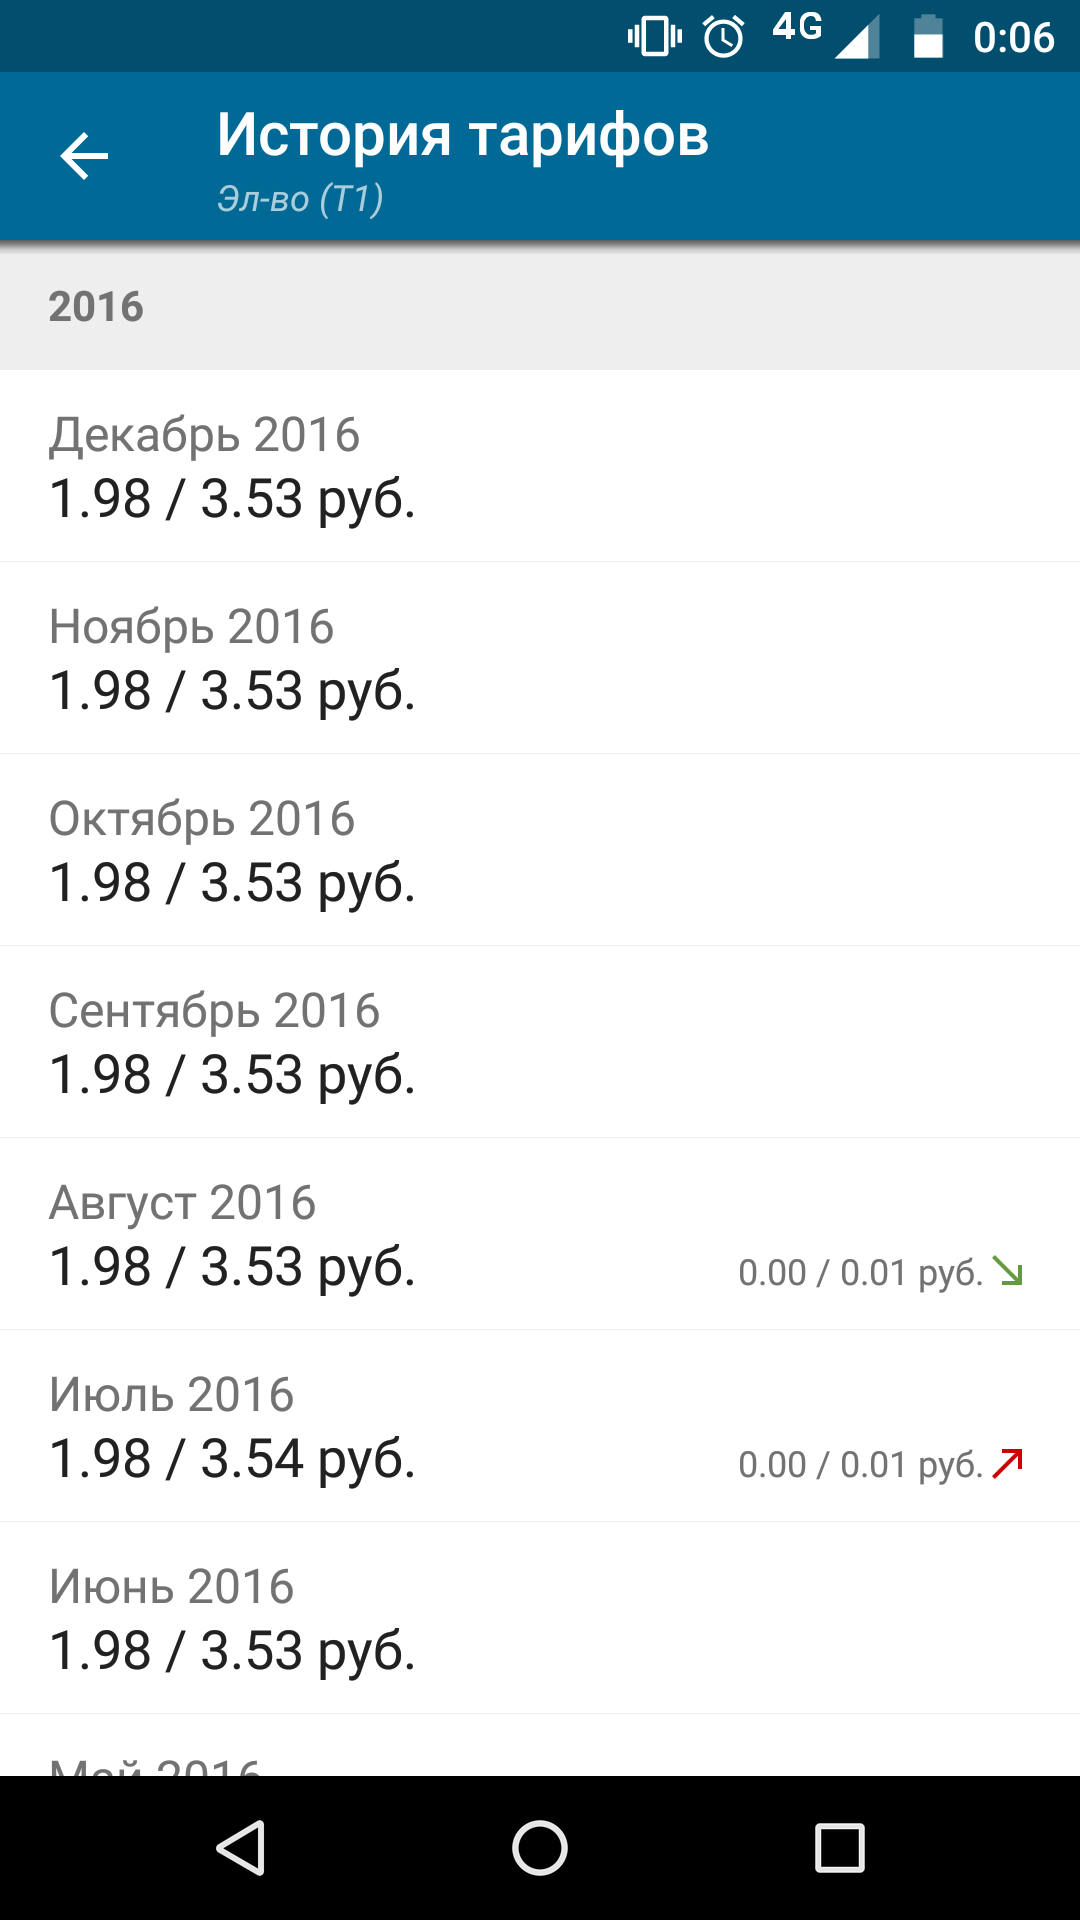 4G 0:06
История тарифов
Эл-во (Т1)
2016
Декабрь 2016
1.98 / 3.53 руб.
Ноябрь 2016
1.98 / 3.53 руб.
Октябрь 2016
1.98 / 3.53 руб.
Сентябрь 2016
1.98 / 3.53 руб.
Август 2016
1.98 / 3.53 руб. 0.00 / 0.01 руб.
Июль 2016
1.98 / 3.54 руб. 0.00 / 0.01 руб.
Июнь 2016
1.98 / 3.53 руб.
Май 2016